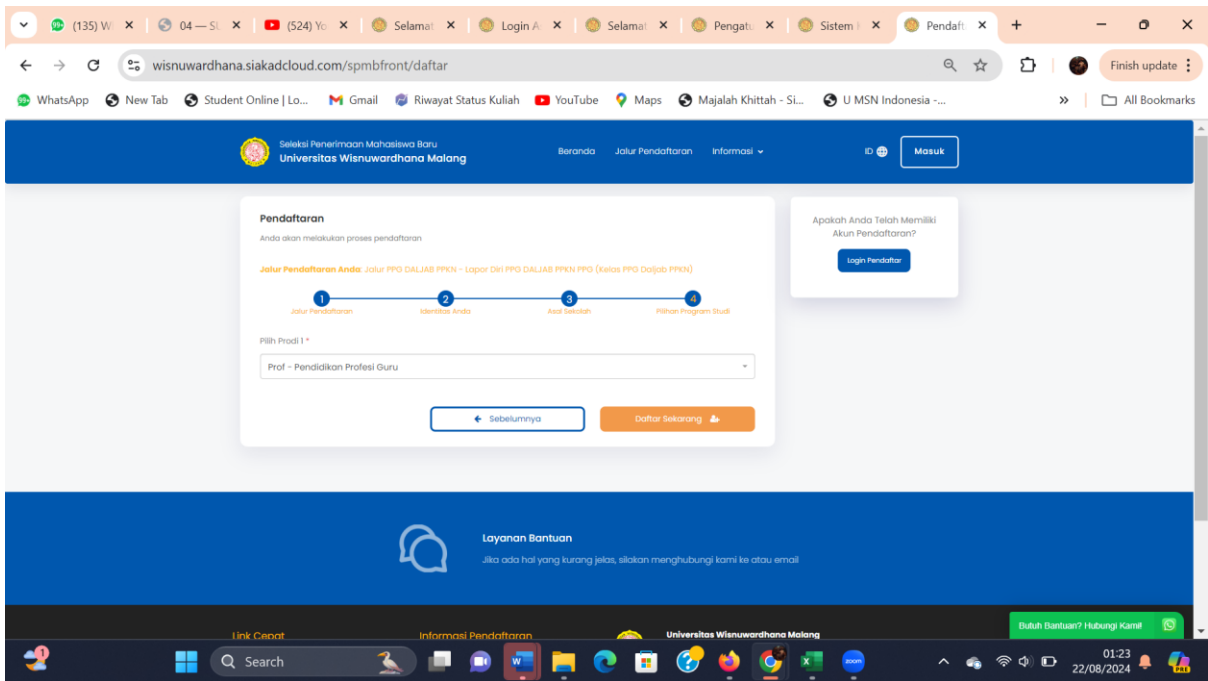 (135) W
04 — SI
(524) Yo
Selamat
Login A
Selamat
Pengatu
Sistem
Pendaft
wisnuwardhana.siakadcloud.com/spmbfront/daftar
Finish update
WhatsApp
New Tab
Student Online | Lo...
Gmail
Riwayat Status Kuliah
YouTube
Maps
Majalah Khittah - Si...
U MSN Indonesia -...
All Bookmarks
Seleksi Penerimaan Mahasiswa Baru
Universitas Wisnuwardhana Malang
Beranda
Jalur Pendaftaran
Informasi
ID
Masuk
Pendaftaran
Anda akan melakukan proses pendaftaran
Jalur Pendaftaran Anda: Jalur PPG DALJAB PPKN - Lapor Diri PPG DALJAB PPKN PPG (Kelas PPG Daljab PPKN)
1
2
3
4
Jalur Pendaftaran
Identitas Anda
Asal Sekolah
Pilihan Program Studi
Pilih Prodi 1 *
Prof - Pendidikan Profesi Guru
Sebelumnya
Daftar Sekarang
Apakah Anda Telah Memiliki
Akun Pendaftaran?
Login Pendaftar
Layanan Bantuan
Jika ada hal yang kurang jelas, silakan menghubungi kami ke atau email
Link Cepat
Informasi Pendaftaran
Universitas Wisnuwardhana Malang
Butuh Bantuan? Hubungi Kami!
1
Search
zoom
01:23
22/08/2024
PRE